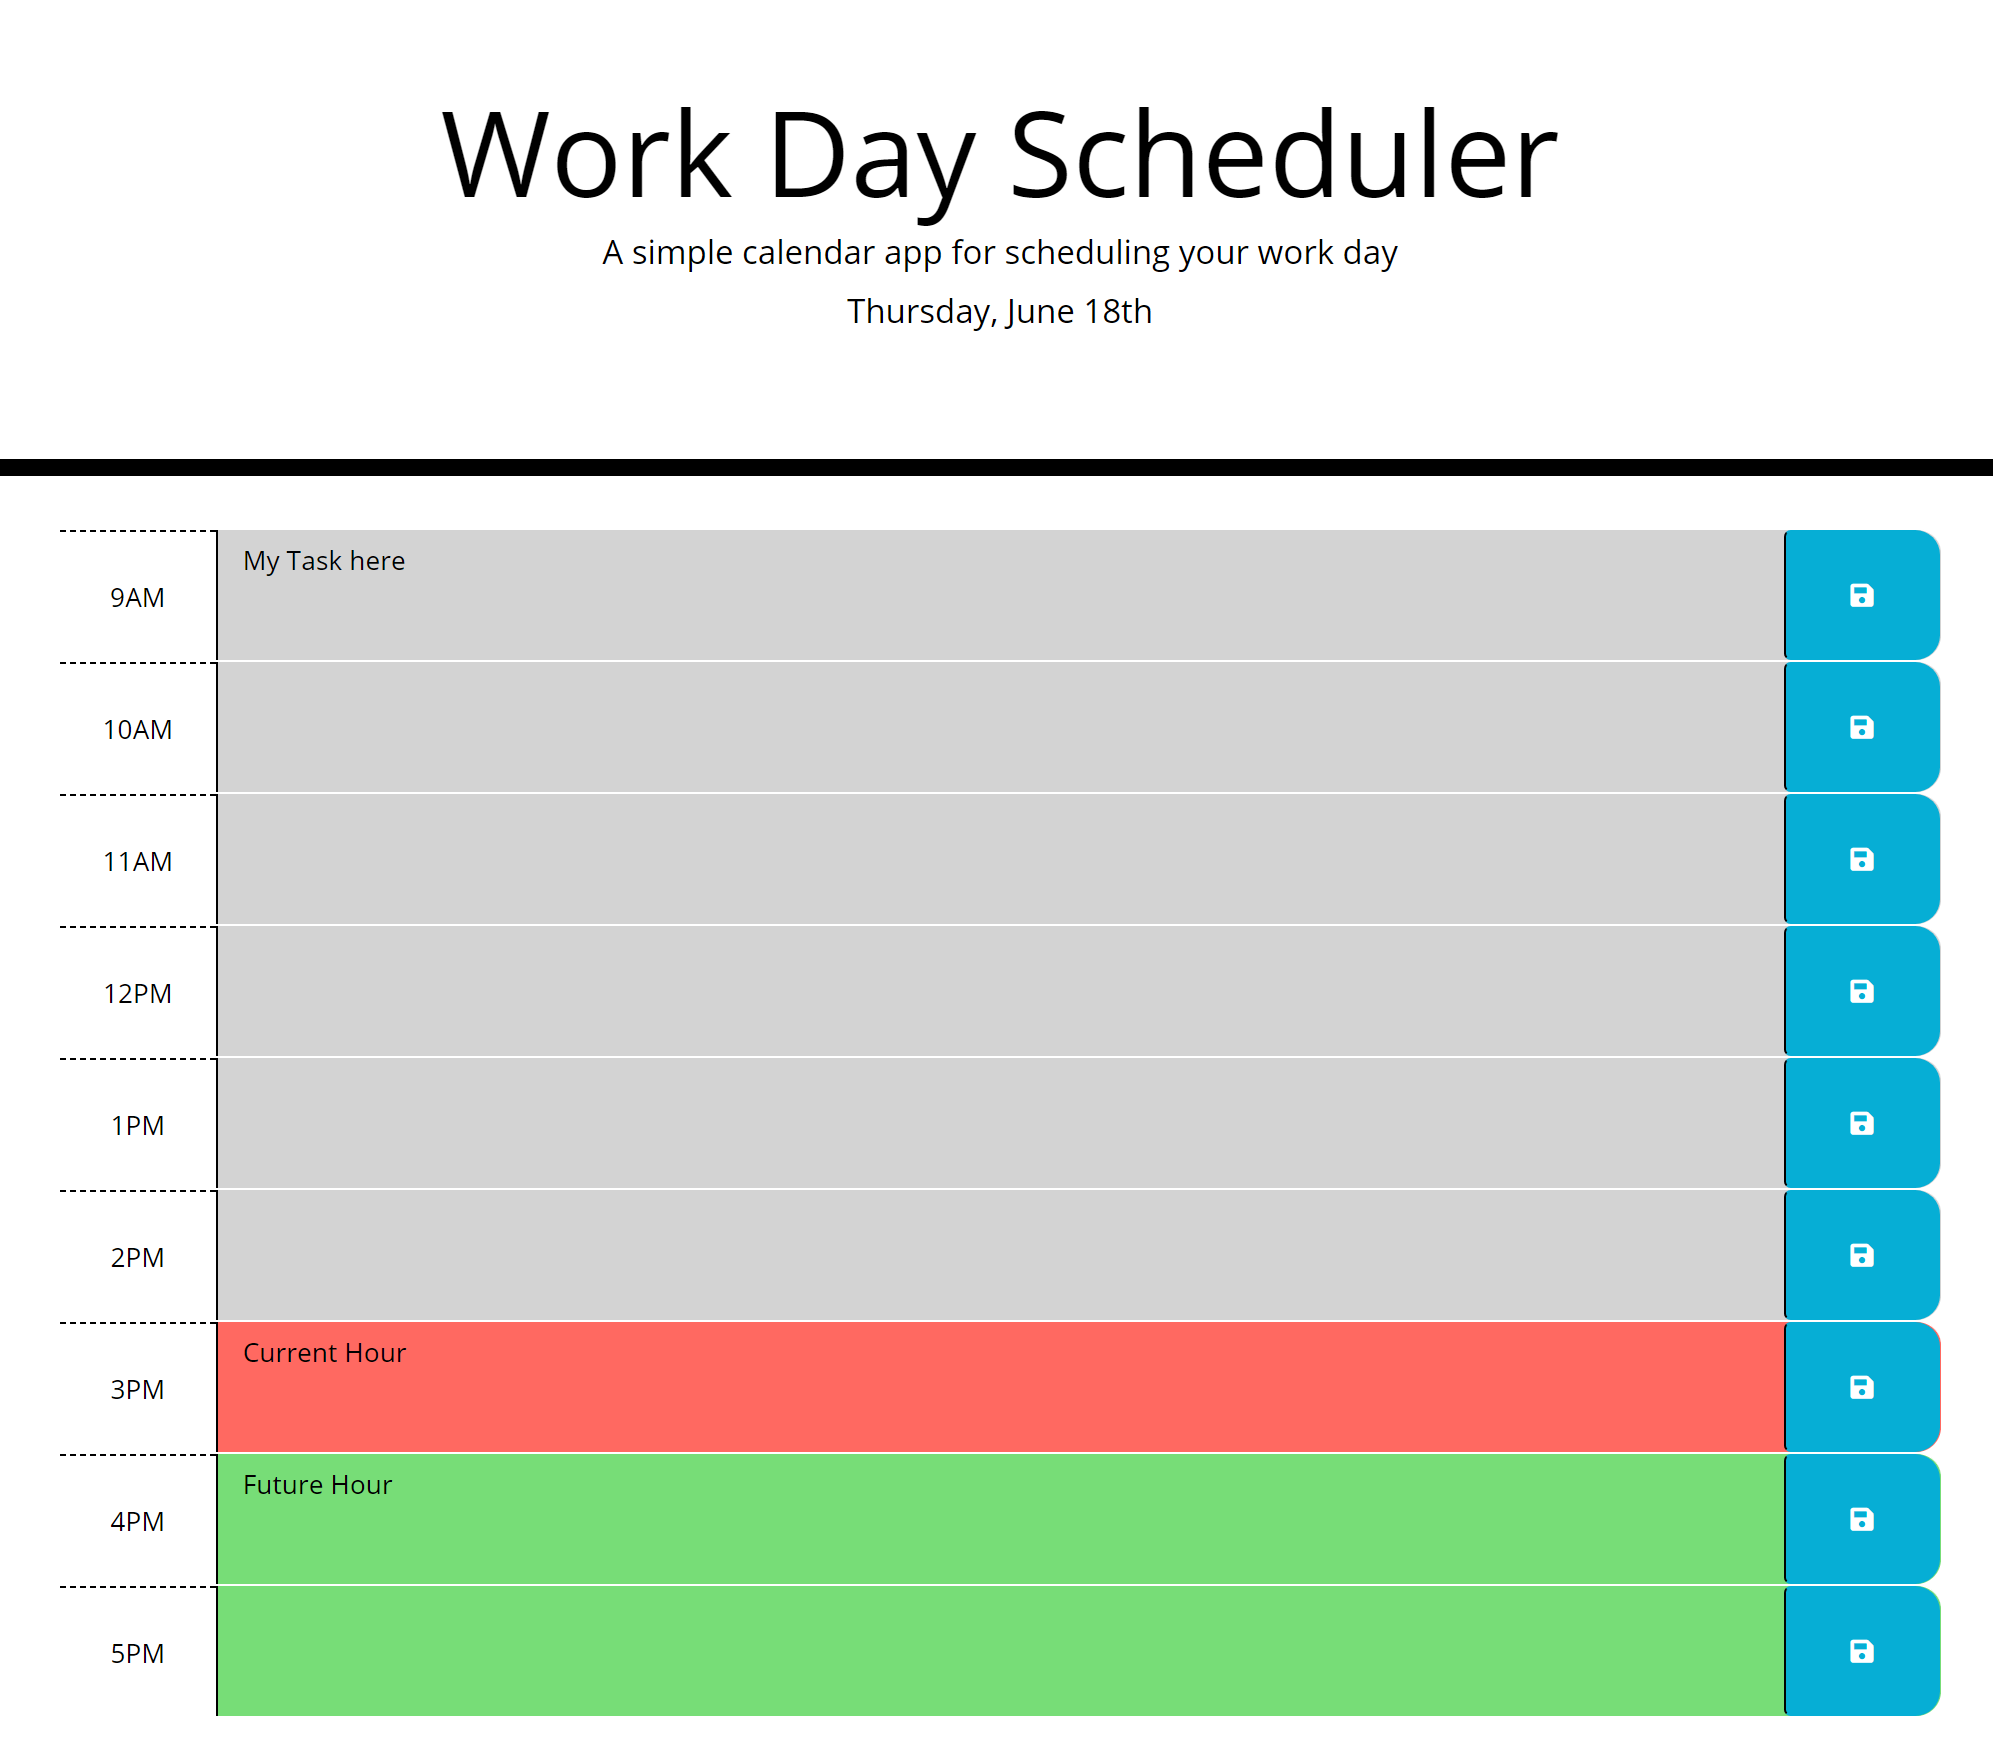 Work Day Scheduler
A simple calendar app for scheduling your work day
Thursday, June 18th
9AM
My Task here
10AM
11AM
12PM
1PM
2PM
3PM
Current Hour
4PM
Future Hour
5PM